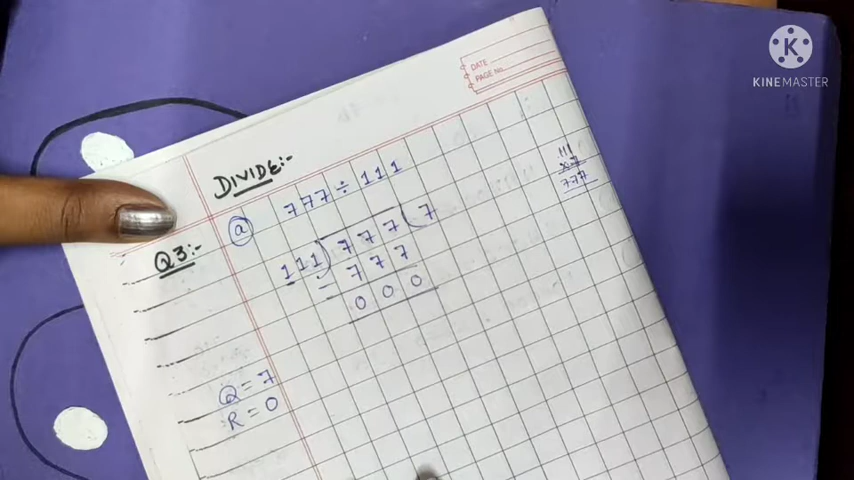 DATE
PAGE No.
DIVIDE:-
Q3:-
(a) 777 ÷ 111
111
x 7
777
111) 777 ( 7
- 777
000
Q = 7
R = 0
K
KINEMASTER